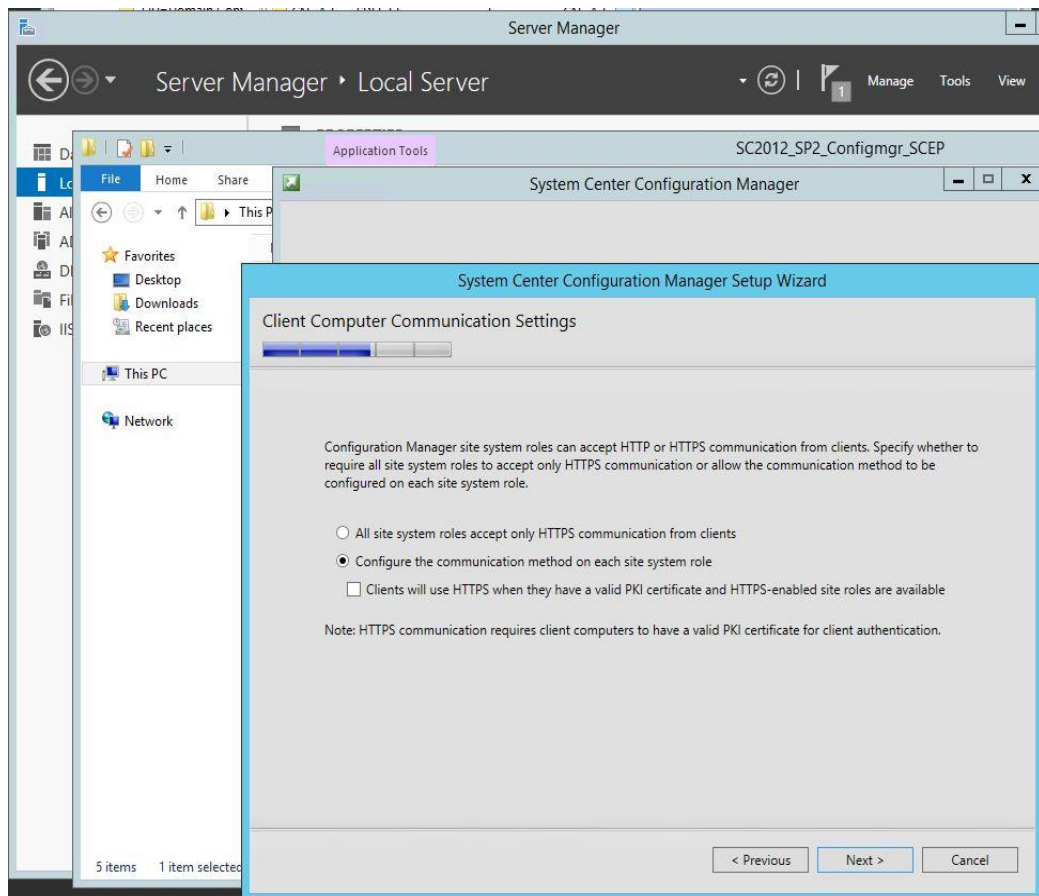 Server Manager
Server Manager • Local Server
1
Manage
Tools
View
Application Tools
SC2012_SP2_Configmgr_SCEP
File
Home
Share
System Center Configuration Manager
This P
Favorites
Desktop
Downloads
Recent places
This PC
Network
System Center Configuration Manager Setup Wizard
Client Computer Communication Settings
Configuration Manager site system roles can accept HTTP or HTTPS communication from clients. Specify whether to
require all site system roles to accept only HTTPS communication or allow the communication method to be
configured on each site system role.
All site system roles accept only HTTPS communication from clients
Configure the communication method on each site system role
Clients will use HTTPS when they have a valid PKI certificate and HTTPS-enabled site roles are available
Note: HTTPS communication requires client computers to have a valid PKI certificate for client authentication.
< Previous
Next >
Cancel
5 items
1 item selected